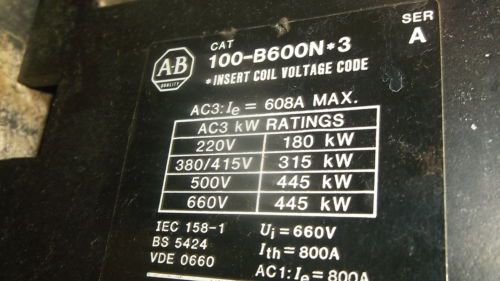 SER
A
CAT
100-B600N*3
*INSERT COIL VOLTAGE CODE
A-B
QUALITY
AC3: Ie = 608A MAX.
AC3 kW RATINGS
220V 180 kW
380/415V 315 kW
500V 445 kW
660V 445 kW
IEC 158-1 Ui = 660V
BS 5424 Ith = 800A
VDE 0660 AC1: Ie = 800A